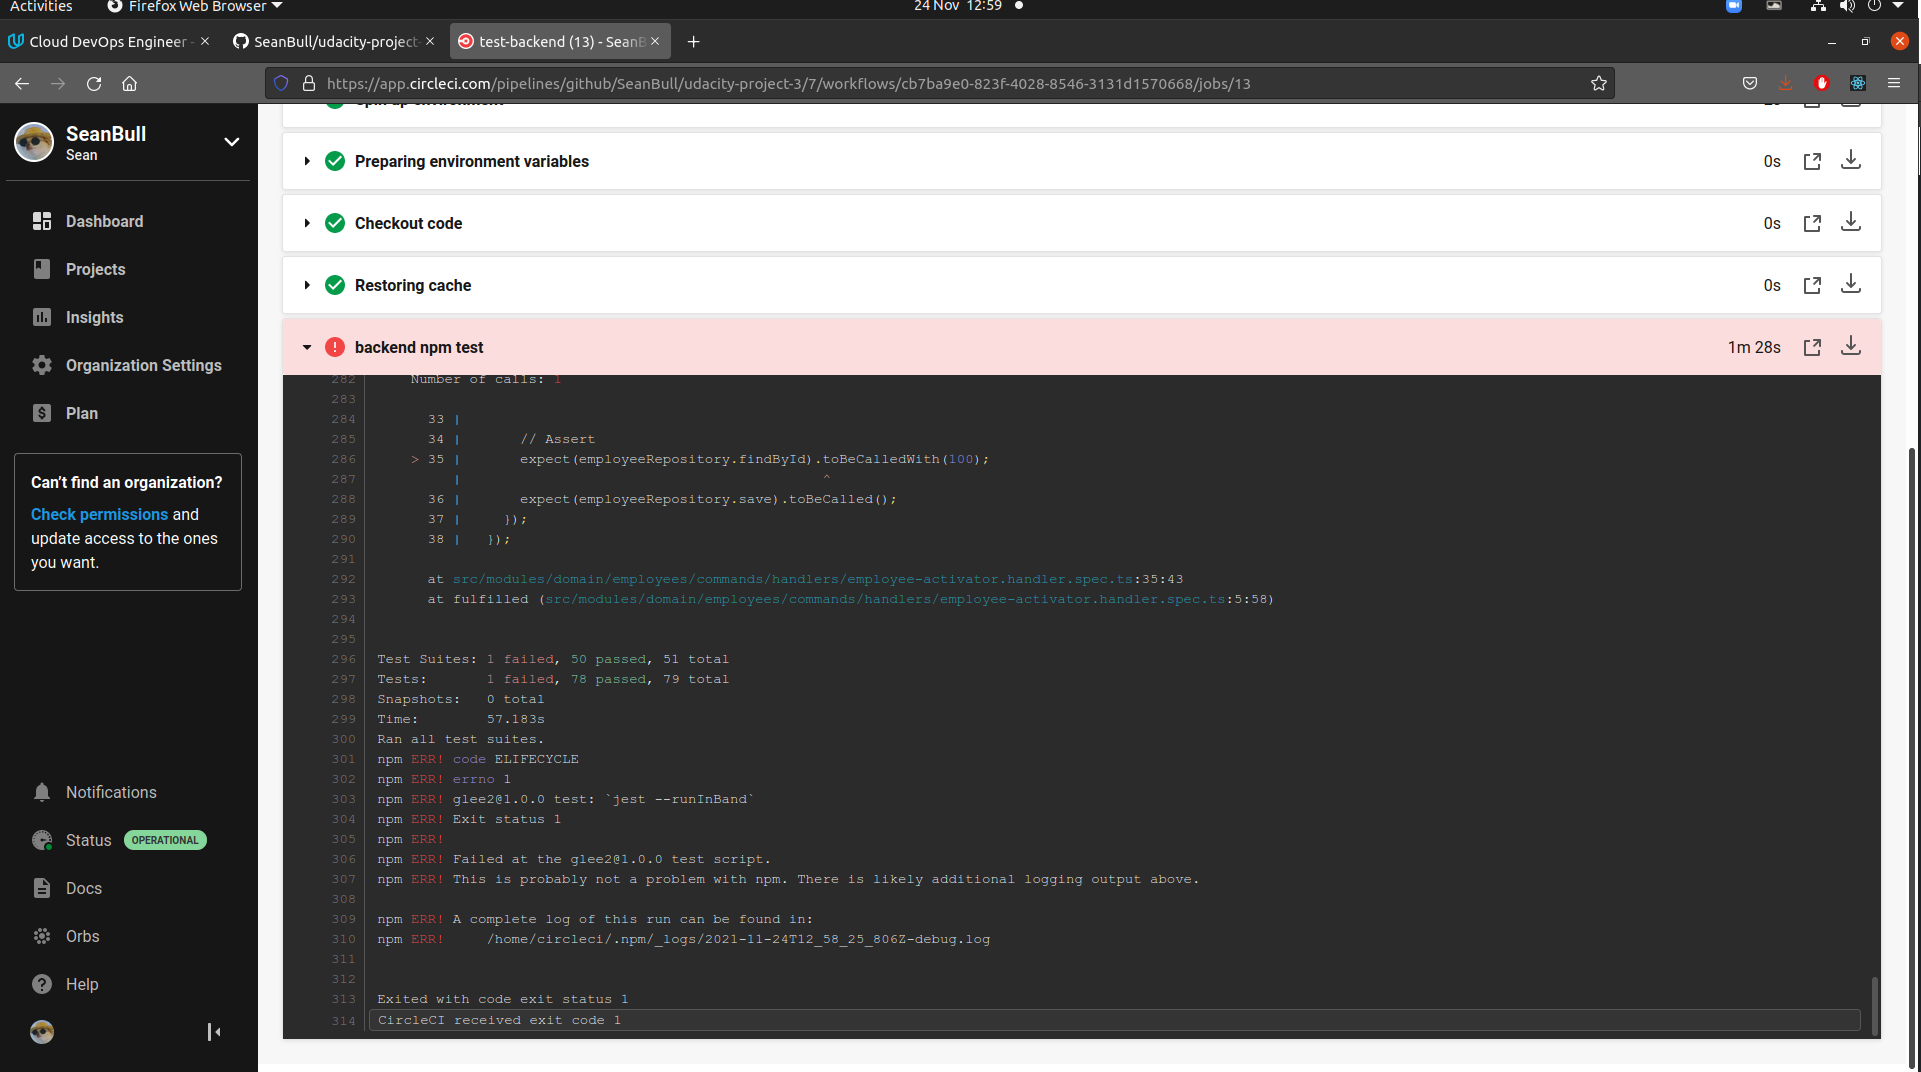 Activities
Firefox Web Browser
24 Nov 12:59
Cloud DevOps Engineer -
SeanBull/udacity-project-
test-backend (13) - SeanB
https://app.circleci.com/pipelines/github/SeanBull/udacity-project-3/7/workflows/cb7ba9e0-823f-4028-8546-3131d1570668/jobs/13
SeanBull
Sean
Dashboard
Projects
Insights
Organization Settings
Plan
Can't find an organization?
Check permissions and
update access to the ones
you want.
Notifications
Status OPERATIONAL
Docs
Orbs
Help
Spin up environment
Preparing environment variables 0s
Checkout code 0s
Restoring cache 0s
backend npm test 1m 28s
282 Number of calls: 1
283
284 33 |
285 34 | // Assert
286 > 35 | expect(employeeRepository.findById).toBeCalledWith(100);
287 | ^
288 36 | expect(employeeRepository.save).toBeCalled();
289 37 | });
290 38 | });
291
292 at src/modules/domain/employees/commands/handlers/employee-activator.handler.spec.ts:35:43
293 at fulfilled (src/modules/domain/employees/commands/handlers/employee-activator.handler.spec.ts:5:58)
294
295
296 Test Suites: 1 failed, 50 passed, 51 total
297 Tests: 1 failed, 78 passed, 79 total
298 Snapshots: 0 total
299 Time: 57.183s
300 Ran all test suites.
301 npm ERR! code ELIFECYCLE
302 npm ERR! errno 1
303 npm ERR! glee2@1.0.0 test: `jest --runInBand`
304 npm ERR! Exit status 1
305 npm ERR!
306 npm ERR! Failed at the glee2@1.0.0 test script.
307 npm ERR! This is probably not a problem with npm. There is likely additional logging output above.
308
309 npm ERR! A complete log of this run can be found in:
310 npm ERR! /home/circleci/.npm/_logs/2021-11-24T12_58_25_806Z-debug.log
311
312
313 Exited with code exit status 1
314 CircleCI received exit code 1